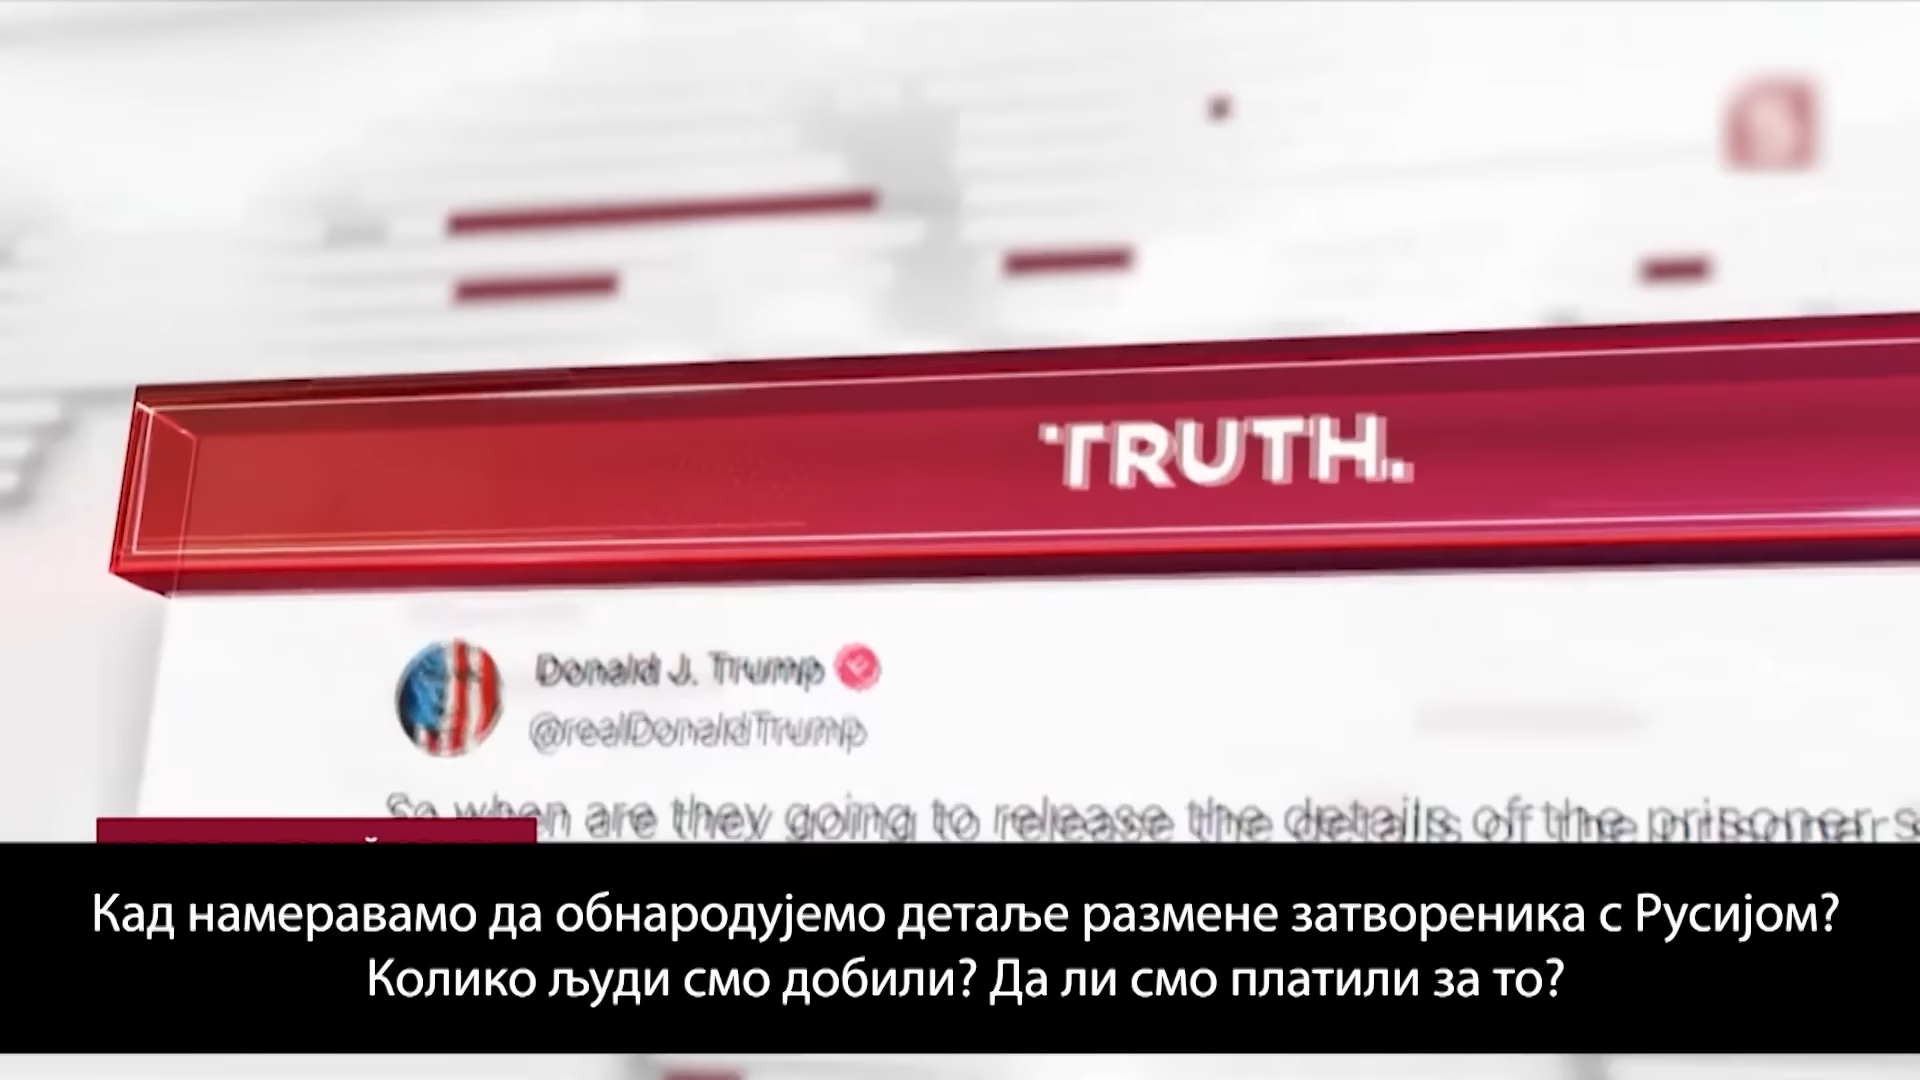 TRUTH.
Donald J. Trump
@realDonaldTrump
So when are they going to release the details of the prisoner
Кад намеравамо да обнародујемо детаље размене затвореника с Русијом?
Колико људи смо добили? Да ли смо платили за то?